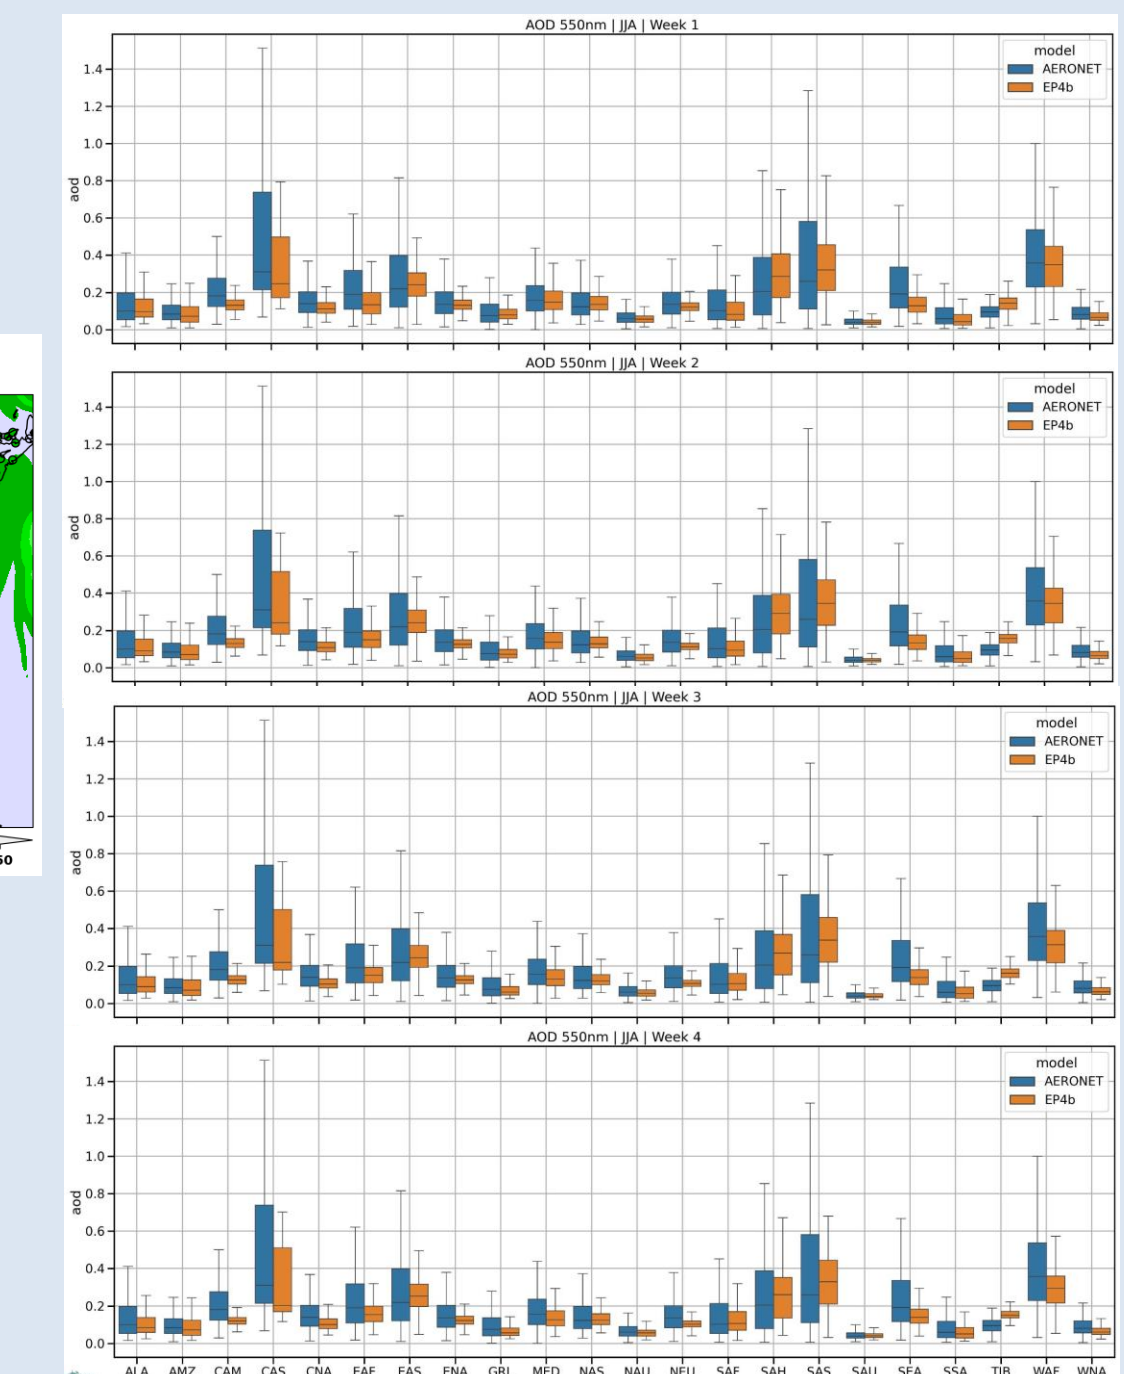 AOD 550nm | JJA | Week 1
model
AERONET
EP4b
aod
1.4
1.2
1.0
0.8
0.6
0.4
0.2
0.0
AOD 550nm | JJA | Week 2
model
AERONET
EP4b
aod
1.4
1.2
1.0
0.8
0.6
0.4
0.2
0.0
AOD 550nm | JJA | Week 3
model
AERONET
EP4b
aod
1.4
1.2
1.0
0.8
0.6
0.4
0.2
0.0
AOD 550nm | JJA | Week 4
model
AERONET
EP4b
aod
1.4
1.2
1.0
0.8
0.6
0.4
0.2
0.0
ALA AMZ CAM CAS CNA EAF EAS ENA GRL MED NAS NAU NEU SAF SAH SAS SAU SEA SSA TIB WAF WNA